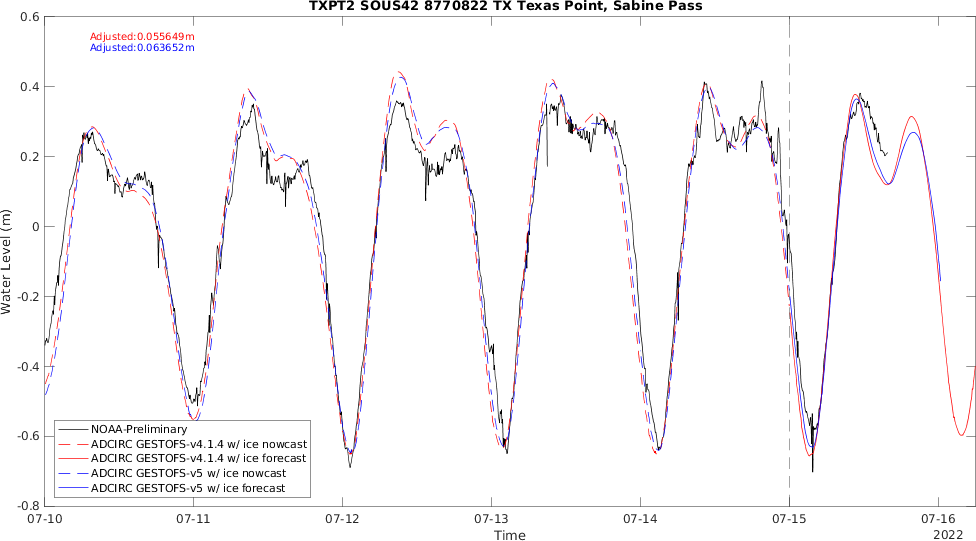 TXPT2 SOUS42 8770822 TX Texas Point, Sabine Pass
Adjusted:0.055649m
Adjusted:0.063652m
0.6
0.4
0.2
0
-0.2
-0.4
-0.6
-0.8
Water Level (m)
NOAA-Preliminary
ADCIRC GESTOFS-v4.1.4 w/ ice nowcast
ADCIRC GESTOFS-v4.1.4 w/ ice forecast
ADCIRC GESTOFS-v5 w/ ice nowcast
ADCIRC GESTOFS-v5 w/ ice forecast
07-10 07-11 07-12 07-13 07-14 07-15 07-16
Time
2022